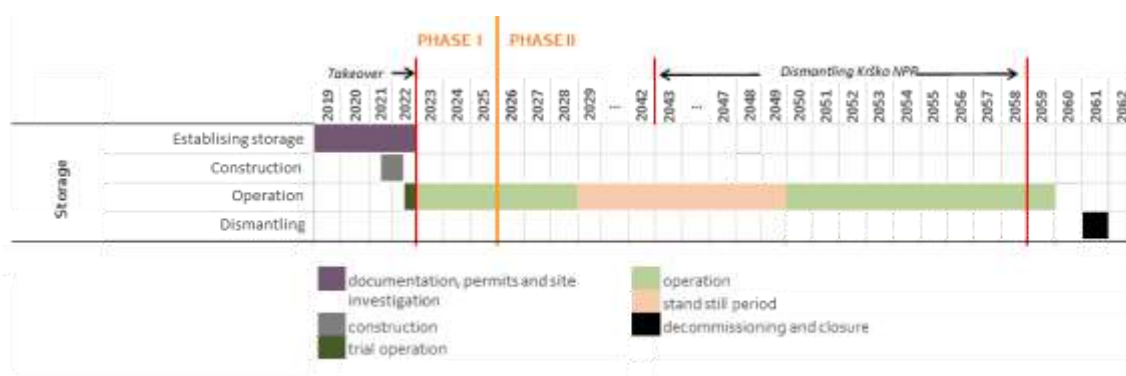 PHASE I PHASE II
Takeover
Dismantling Krško NPP
2019 2020 2021 2022 2023 2024 2025 2026 2027 2028 2029 ... 2042 2043 ... 2047 2048 2049 2050 2051 2052 2053 2054 2055 2056 2057 2058 2059 2060 2061 2062
Storage
Establising storage
Construction
Operation
Dismantling
documentation, permits and site
investigation
construction
trial operation
operation
stand still period
decommissioning and closure